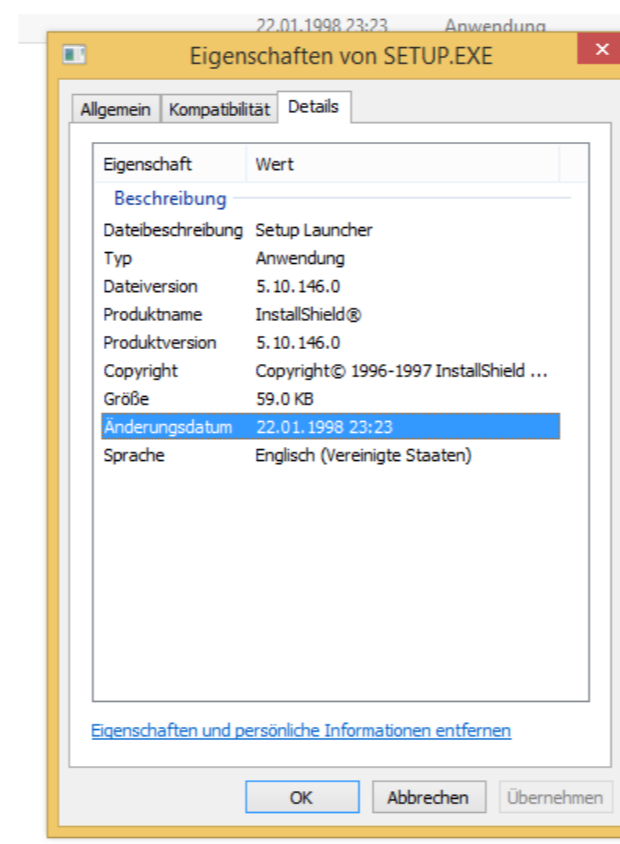 22.01.1998 23:23 Anwendung
Eigenschaften von SETUP.EXE
Allgemein Kompatibilität Details
Eigenschaft Wert
Beschreibung
Dateibeschreibung Setup Launcher
Typ Anwendung
Dateiversion 5.10.146.0
Produktname InstallShield®
Produktversion 5.10.146.0
Copyright Copyright© 1996-1997 InstallShield ...
Größe 59.0 KB
Änderungsdatum 22.01.1998 23:23
Sprache Englisch (Vereinigte Staaten)
Eigenschaften und persönliche Informationen entfernen
OK Abbrechen Übernehmen